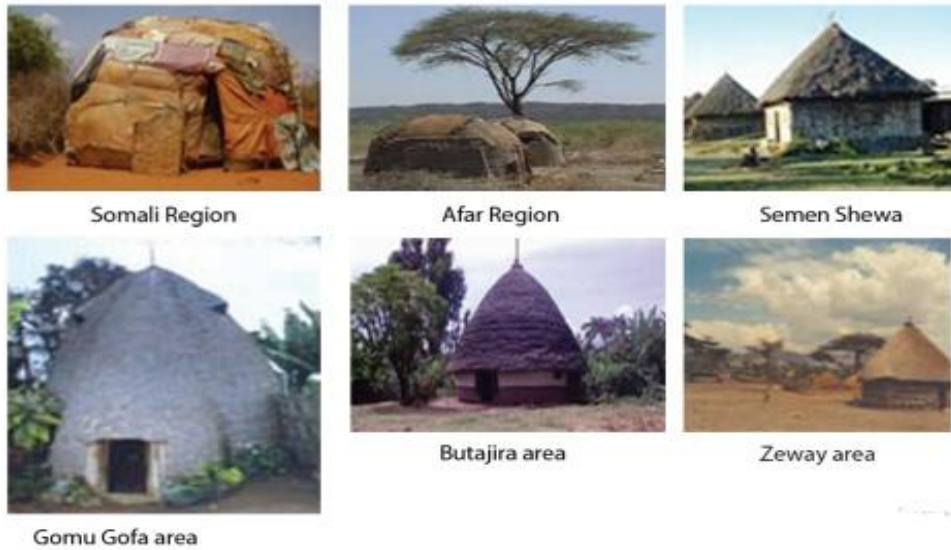 Somali Region
Afar Region
Semen Shewa
Butajira area
Zeway area
Gomu Gofa area